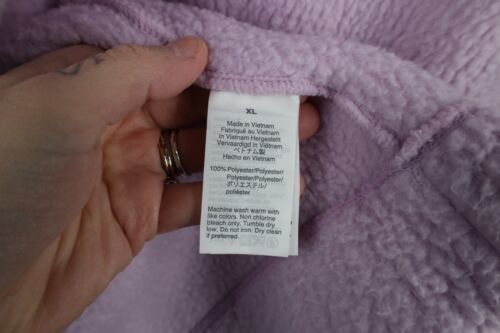 XL
Made in Vietnam
Fabriqué au Vietnam
In Vietnam Hergestellt
Vervaardigd in Vietnam
ベトナム製
Hecho en Vietnam
100% Polyester/Polyester/
Polyester/Polyester/
ポリエステル/
poliéster
Machine wash warm with
like colors. Non chlorine
bleach only. Tumble dry
low. Do not iron. Dry clean
if preferred.